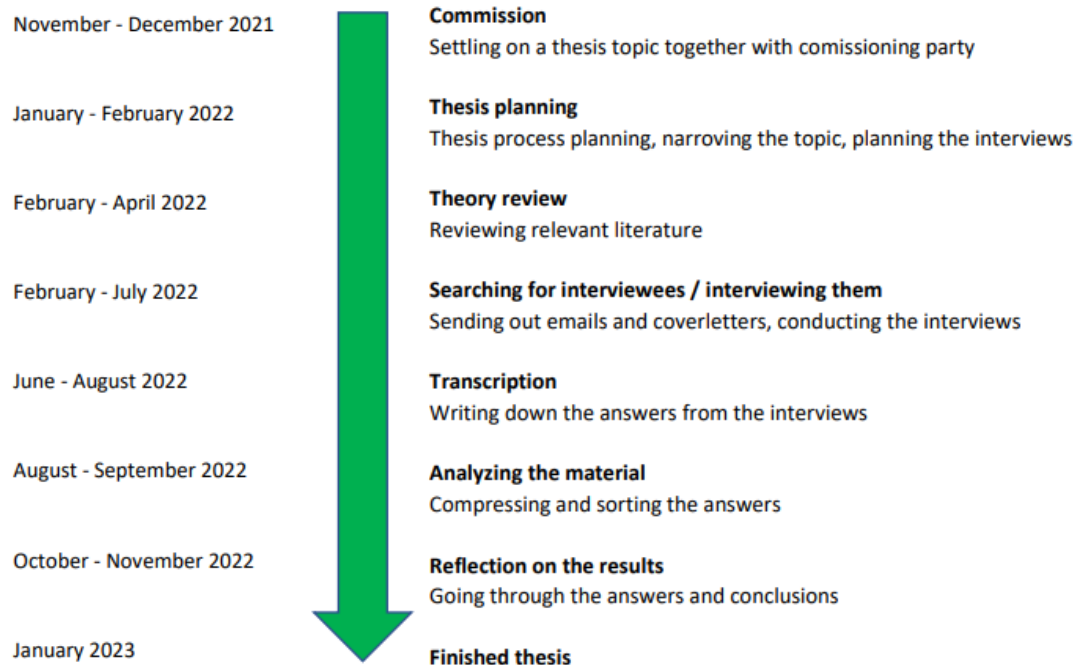 November - December 2021
Commission
Settling on a thesis topic together with comissioning party
January - February 2022
Thesis planning
Thesis process planning, narroving the topic, planning the interviews
February - April 2022
Theory review
Reviewing relevant literature
February - July 2022
Searching for interviewees / interviewing them
Sending out emails and coverletters, conducting the interviews
June - August 2022
Transcription
Writing down the answers from the interviews
August - September 2022
Analyzing the material
Compressing and sorting the answers
October - November 2022
Reflection on the results
Going through the answers and conclusions
January 2023
Finished thesis